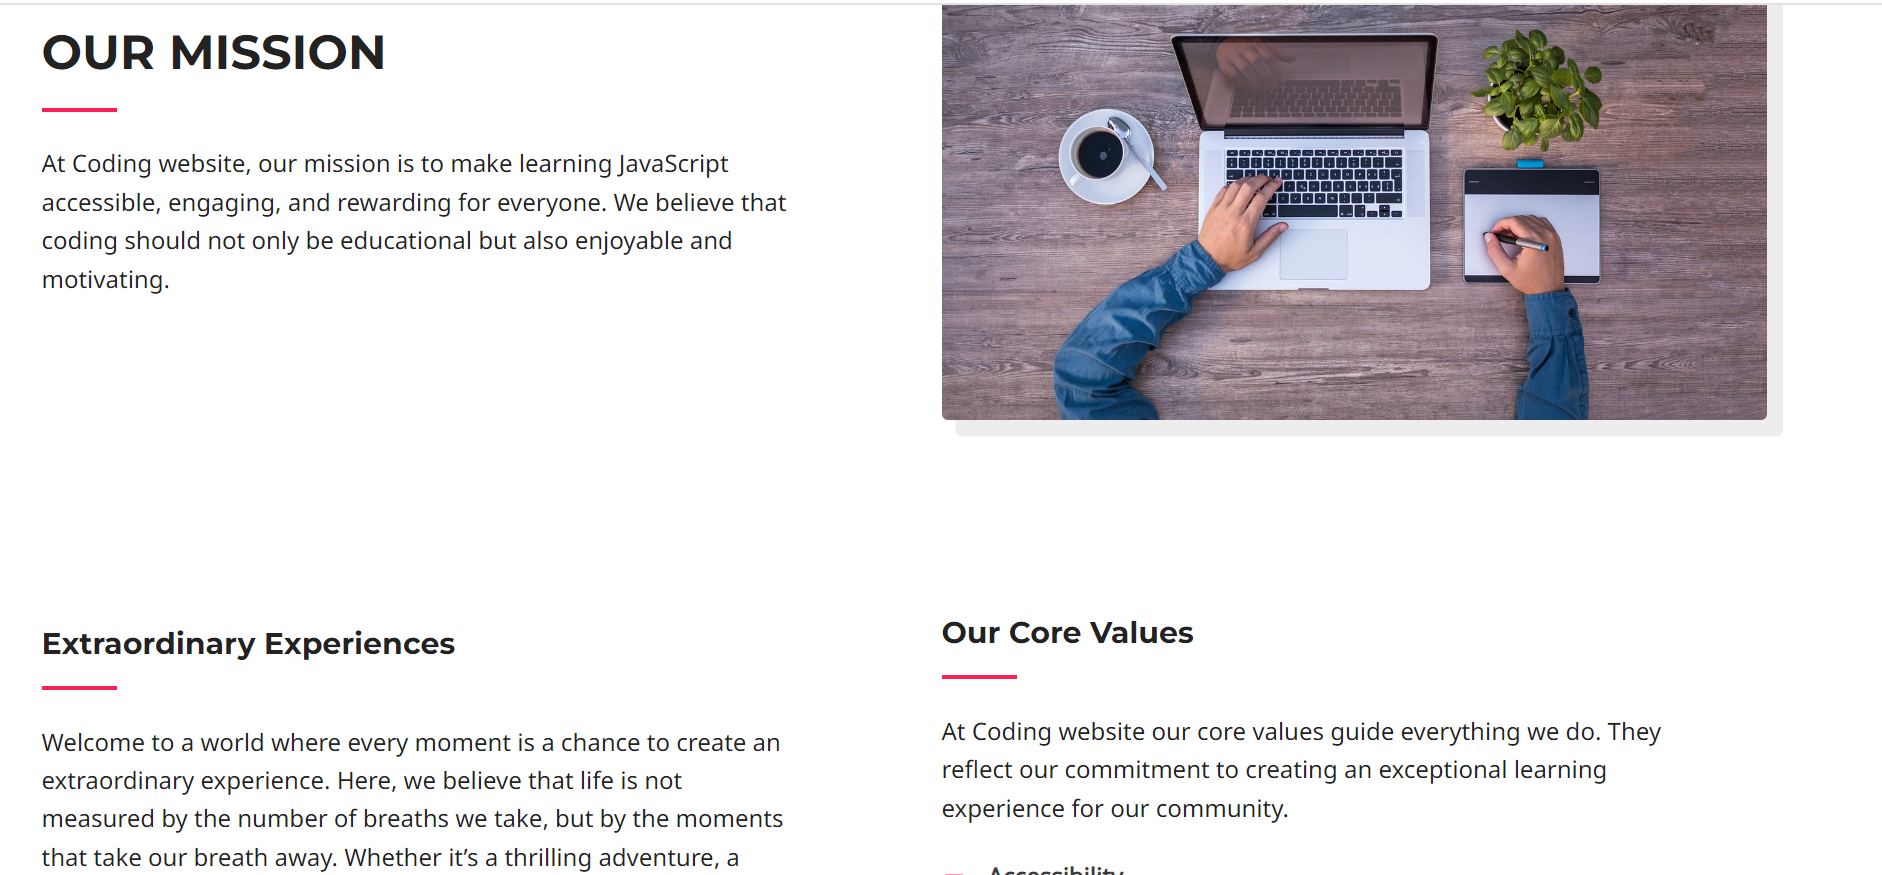 OUR MISSION
At Coding website, our mission is to make learning JavaScript
accessible, engaging, and rewarding for everyone. We believe that
coding should not only be educational but also enjoyable and
motivating.
Extraordinary Experiences
Welcome to a world where every moment is a chance to create an
extraordinary experience. Here, we believe that life is not
measured by the number of breaths we take, but by the moments
that take our breath away. Whether it’s a thrilling adventure, a
Our Core Values
At Coding website our core values guide everything we do. They
reflect our commitment to creating an exceptional learning
experience for our community.
Accessibility